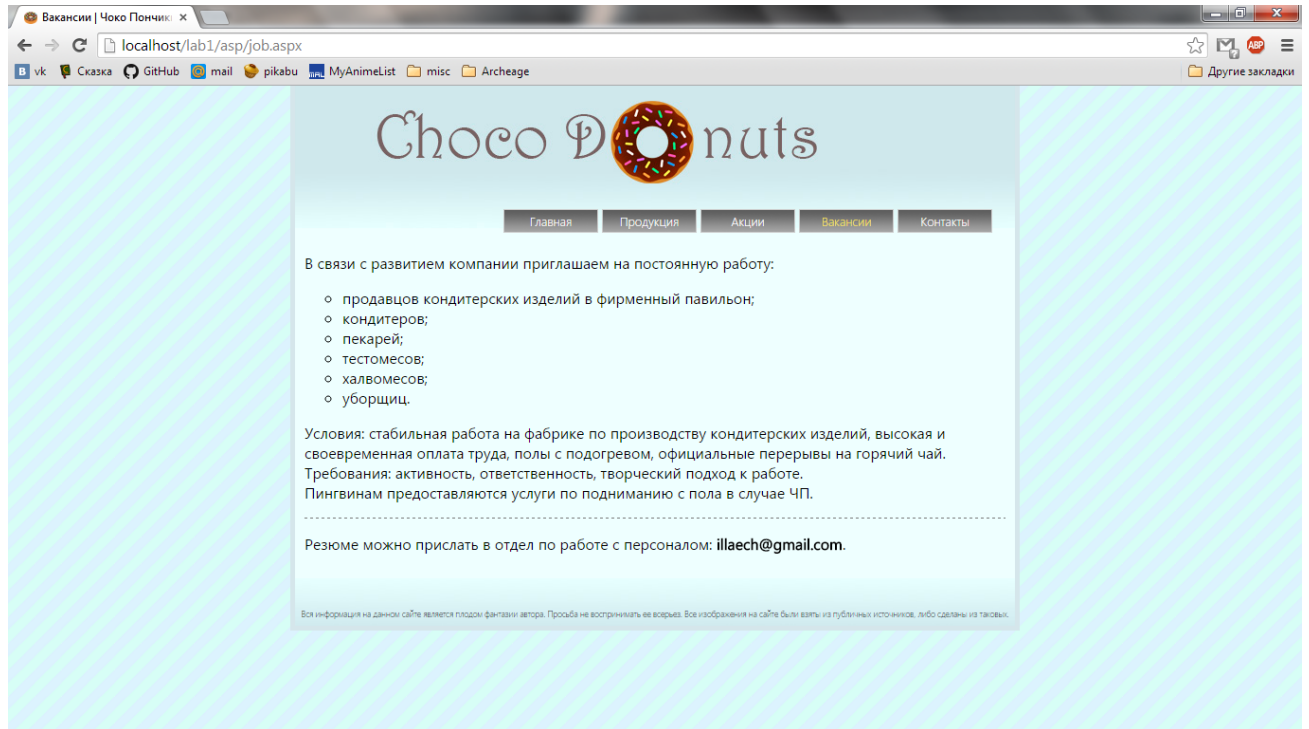 Вакансии | Чоко Пончик
localhost/lab1/asp/job.aspx
ABP
B vk Сказка GitHub mail pikabu MAL MyAnimeList misc Archeage Другие закладки
Choco D nuts
Главная Продукция Акции Вакансии Контакты
В связи с развитием компании приглашаем на постоянную работу:
продавцов кондитерских изделий в фирменный павильон;
кондитеров;
пекарей;
тестомесов;
халвомесов;
уборщиц.
Условия: стабильная работа на фабрике по производству кондитерских изделий, высокая и
своевременная оплата труда, полы с подогревом, официальные перерывы на горячий чай.
Требования: активность, ответственность, творческий подход к работе.
Пингвинам предоставляются услуги по подниманию с пола в случае ЧП.
Резюме можно прислать в отдел по работе с персоналом: illaech@gmail.com.
Вся информация на данном сайте является плодом фантазии автора. Просьба не воспринимать ее всерьез. Все изображения на сайте были взяты из публичных источников, либо сделаны из таковых.